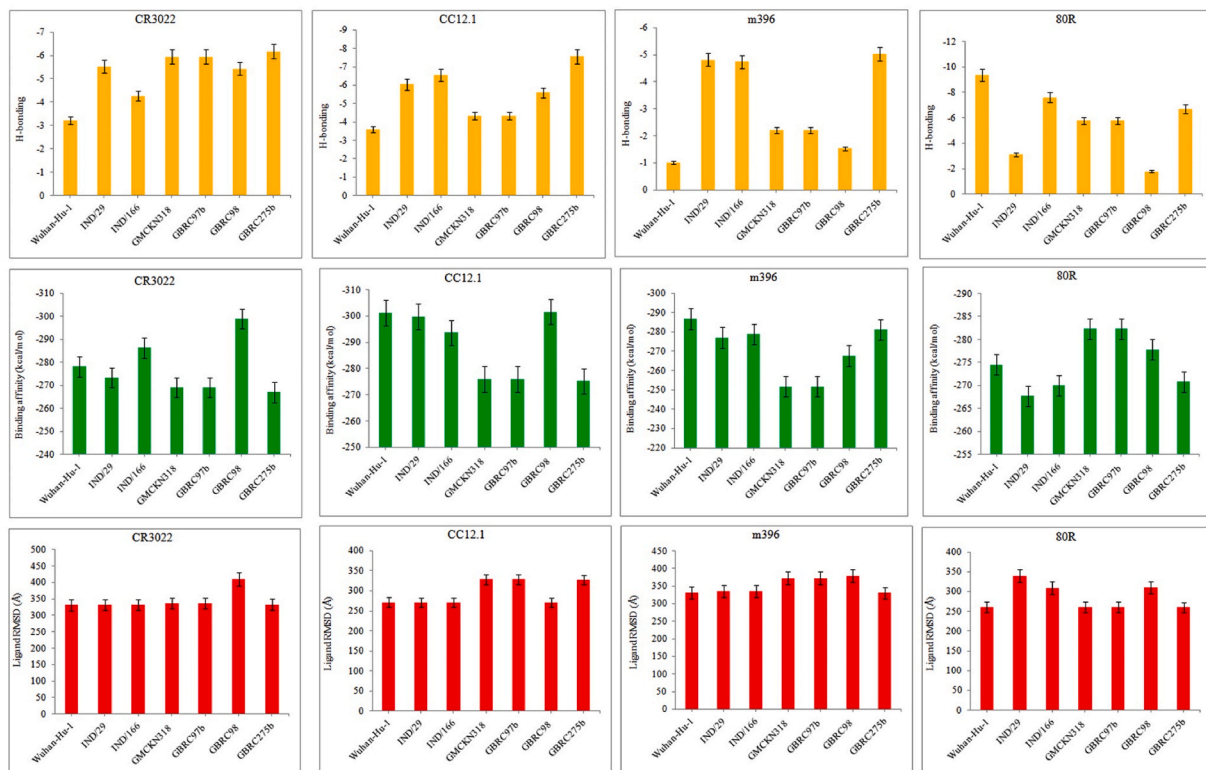 CR3022
H-bonding
-7
-6
-5
-4
-3
-2
-1
0
Wuhan-Hu-1
IND/29
IND/166
GMCKN318
GBRC97b
GBRC98
GBRC275b
CC12.1
H-bonding
-9
-8
-7
-6
-5
-4
-3
-2
-1
0
Wuhan-Hu-1
IND/29
IND/166
GMCKN318
GBRC97b
GBRC98
GBRC275b
m396
H-bonding
-6
-5
-4
-3
-2
-1
0
Wuhan-Hu-1
IND/29
IND/166
GMCKN318
GBRC97b
GBRC98
GBRC275b
80R
H-bonding
-12
-10
-8
-6
-4
-2
0
Wuhan-Hu-1
IND/29
IND/166
GMCKN318
GBRC97b
GBRC98
GBRC275b
CR3022
Binding affinity (kcal/mol)
-310
-300
-290
-280
-270
-260
-250
-240
Wuhan-Hu-1
IND/29
IND/166
GMCKN318
GBRC97b
GBRC98
GBRC275b
CC12.1
Binding affinity (kcal/mol)
-310
-300
-290
-280
-270
-260
-250
Wuhan-Hu-1
IND/29
IND/166
GMCKN318
GBRC97b
GBRC98
GBRC275b
m396
Binding affinity (kcal/mol)
-300
-290
-280
-270
-260
-250
-240
-230
-220
Wuhan-Hu-1
IND/29
IND/166
GMCKN318
GBRC97b
GBRC98
GBRC275b
80R
Binding affinity (kcal/mol)
-290
-285
-280
-275
-270
-265
-260
-255
Wuhan-Hu-1
IND/29
IND/166
GMCKN318
GBRC97b
GBRC98
GBRC275b
CR3022
Ligand RMSD (Å)
500
450
400
350
300
250
200
150
100
50
0
Wuhan-Hu-1
IND/29
IND/166
GMCKN318
GBRC97b
GBRC98
GBRC275b
CC12.1
Ligand RMSD (Å)
400
350
300
250
200
150
100
50
0
Wuhan-Hu-1
IND/29
IND/166
GMCKN318
GBRC97b
GBRC98
GBRC275b
m396
Ligand RMSD (Å)
450
400
350
300
250
200
150
100
50
0
Wuhan-Hu-1
IND/29
IND/166
GMCKN318
GBRC97b
GBRC98
GBRC275b
80R
Ligand RMSD (Å)
400
350
300
250
200
150
100
50
0
Wuhan-Hu-1
IND/29
IND/166
GMCKN318
GBRC97b
GBRC98
GBRC275b